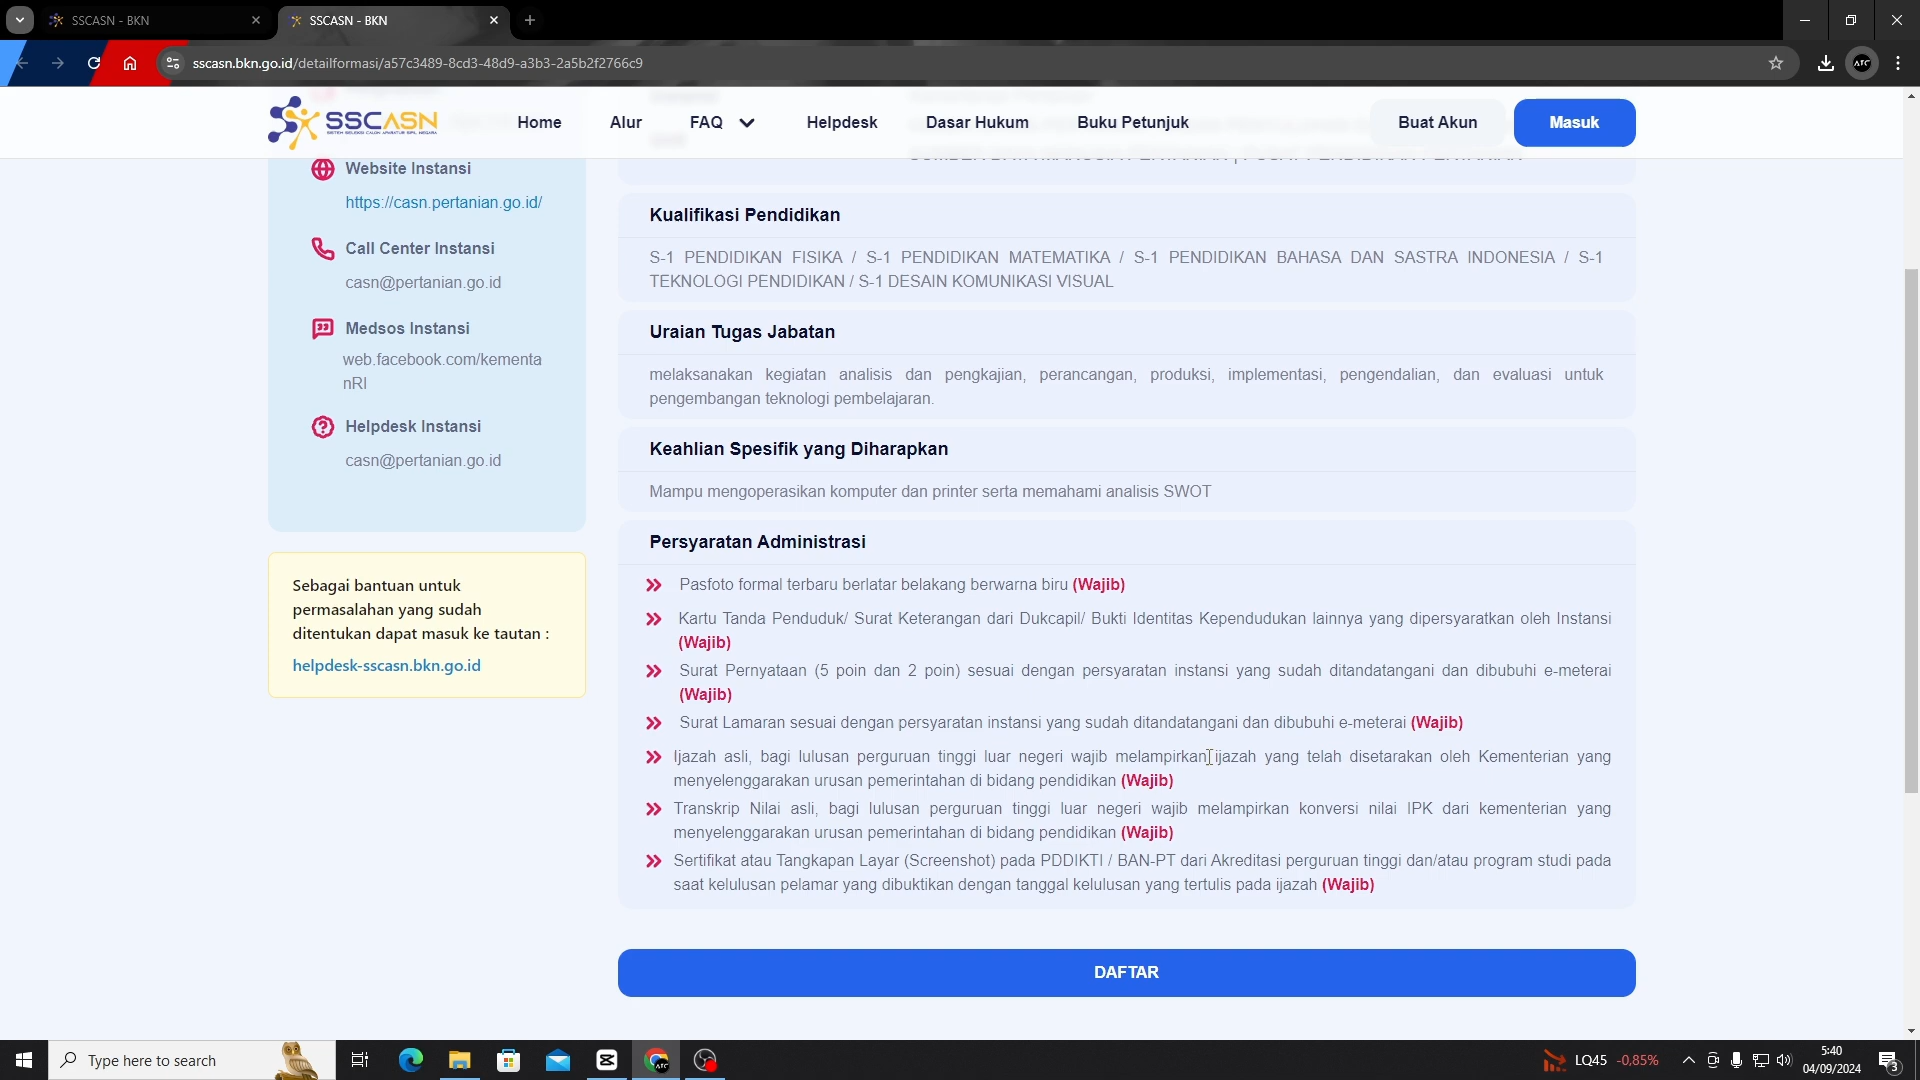 SSCASN - BKN
SSCASN - BKN
sscasn.bkn.go.id/detailformasi/a57c3489-8cd3-48d9-a3b3-2a5b2f2766c9
SSCASN
SISTEM SELEKSI CALON APARATUR SIPIL NEGARA
Home
Alur
FAQ
Helpdesk
Dasar Hukum
Buku Petunjuk
Buat Akun
Masuk
Website Instansi
https://casn.pertanian.go.id/
Call Center Instansi
casn@pertanian.go.id
Medsos Instansi
web.facebook.com/kementa
nRI
Helpdesk Instansi
casn@pertanian.go.id
Sebagai bantuan untuk
permasalahan yang sudah
ditentukan dapat masuk ke tautan :
helpdesk-sscasn.bkn.go.id
Kualifikasi Pendidikan
S-1 PENDIDIKAN FISIKA / S-1 PENDIDIKAN MATEMATIKA / S-1 PENDIDIKAN BAHASA DAN SASTRA INDONESIA / S-1
TEKNOLOGI PENDIDIKAN / S-1 DESAIN KOMUNIKASI VISUAL
Uraian Tugas Jabatan
melaksanakan kegiatan analisis dan pengkajian, perancangan, produksi, implementasi, pengendalian, dan evaluasi untuk
pengembangan teknologi pembelajaran.
Keahlian Spesifik yang Diharapkan
Mampu mengoperasikan komputer dan printer serta memahami analisis SWOT
Persyaratan Administrasi
Pasfoto formal terbaru berlatar belakang berwarna biru (Wajib)
Kartu Tanda Penduduk/ Surat Keterangan dari Dukcapil/ Bukti Identitas Kependudukan lainnya yang dipersyaratkan oleh Instansi
(Wajib)
Surat Pernyataan (5 poin dan 2 poin) sesuai dengan persyaratan instansi yang sudah ditandatangani dan dibubuhi e-meterai
(Wajib)
Surat Lamaran sesuai dengan persyaratan instansi yang sudah ditandatangani dan dibubuhi e-meterai (Wajib)
Ijazah asli, bagi lulusan perguruan tinggi luar negeri wajib melampirkan ijazah yang telah disetarakan oleh Kementerian yang
menyelenggarakan urusan pemerintahan di bidang pendidikan (Wajib)
Transkrip Nilai asli, bagi lulusan perguruan tinggi luar negeri wajib melampirkan konversi nilai IPK dari kementerian yang
menyelenggarakan urusan pemerintahan di bidang pendidikan (Wajib)
Sertifikat atau Tangkapan Layar (Screenshot) pada PDDIKTI / BAN-PT dari Akreditasi perguruan tinggi dan/atau program studi pada
saat kelulusan pelamar yang dibuktikan dengan tanggal kelulusan yang tertulis pada ijazah (Wajib)
DAFTAR
Type here to search
LQ45 -0,85%
5:40
04/09/2024
3